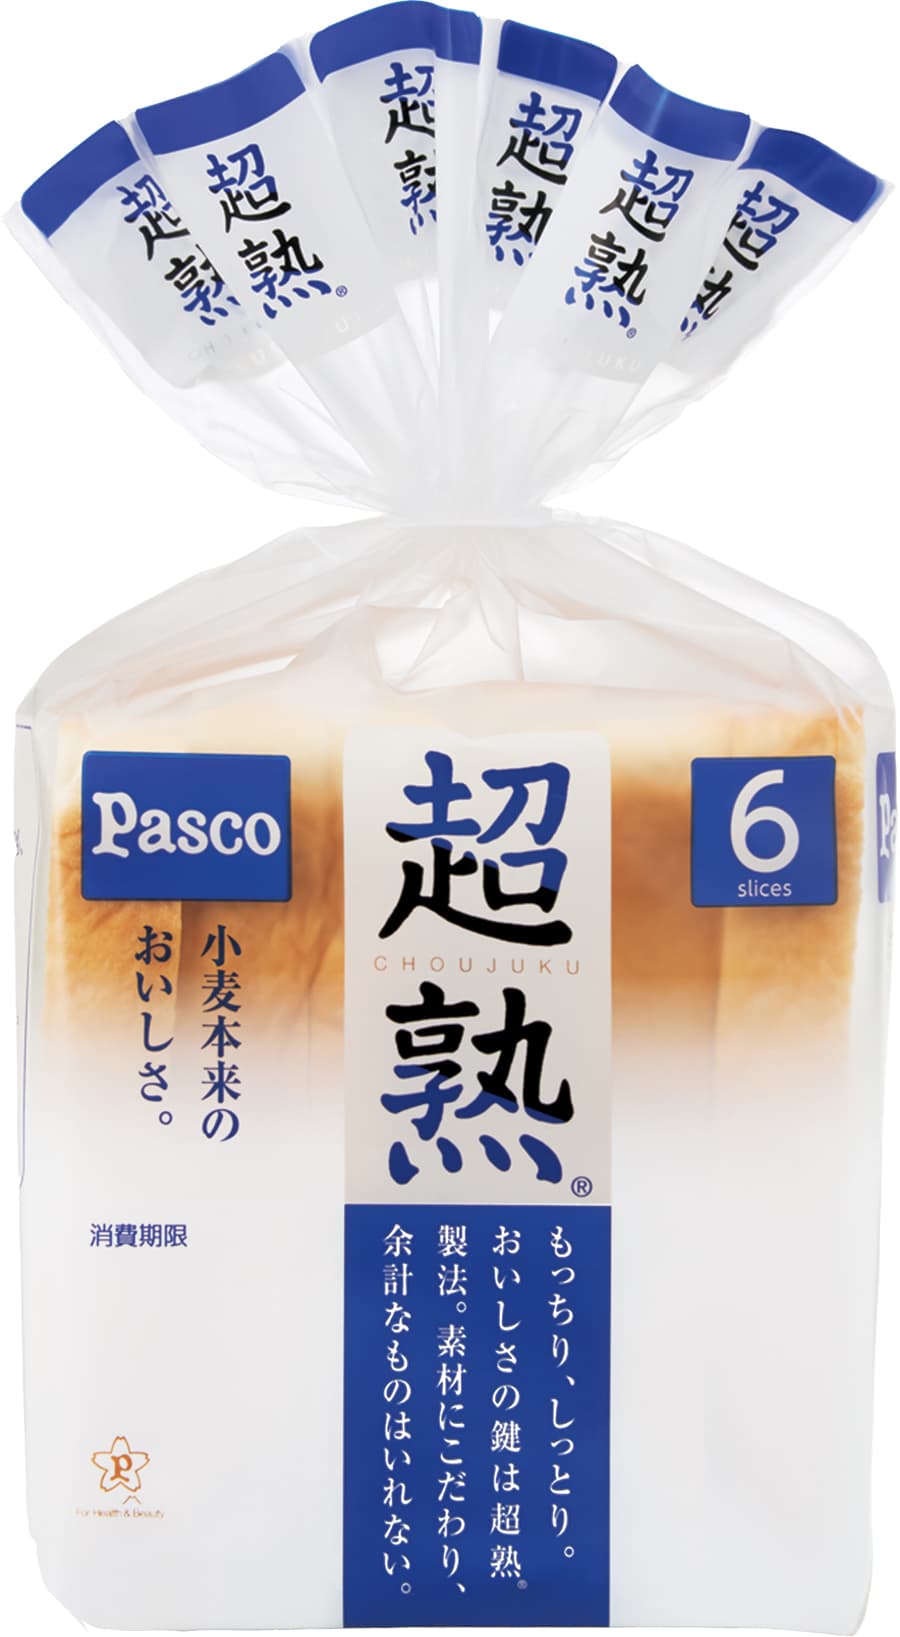 超熟
超熟®
超熟
超熟
超熟®
超熟
Pasco
超熟®
CHOUJUKU
6
slices
小麦本来の
おいしさ。
消費期限
もっちり、しっとり。
おいしさの鍵は超熟®
製法。素材にこだわり、
余計なものはいれない。
P
For Health & Beauty